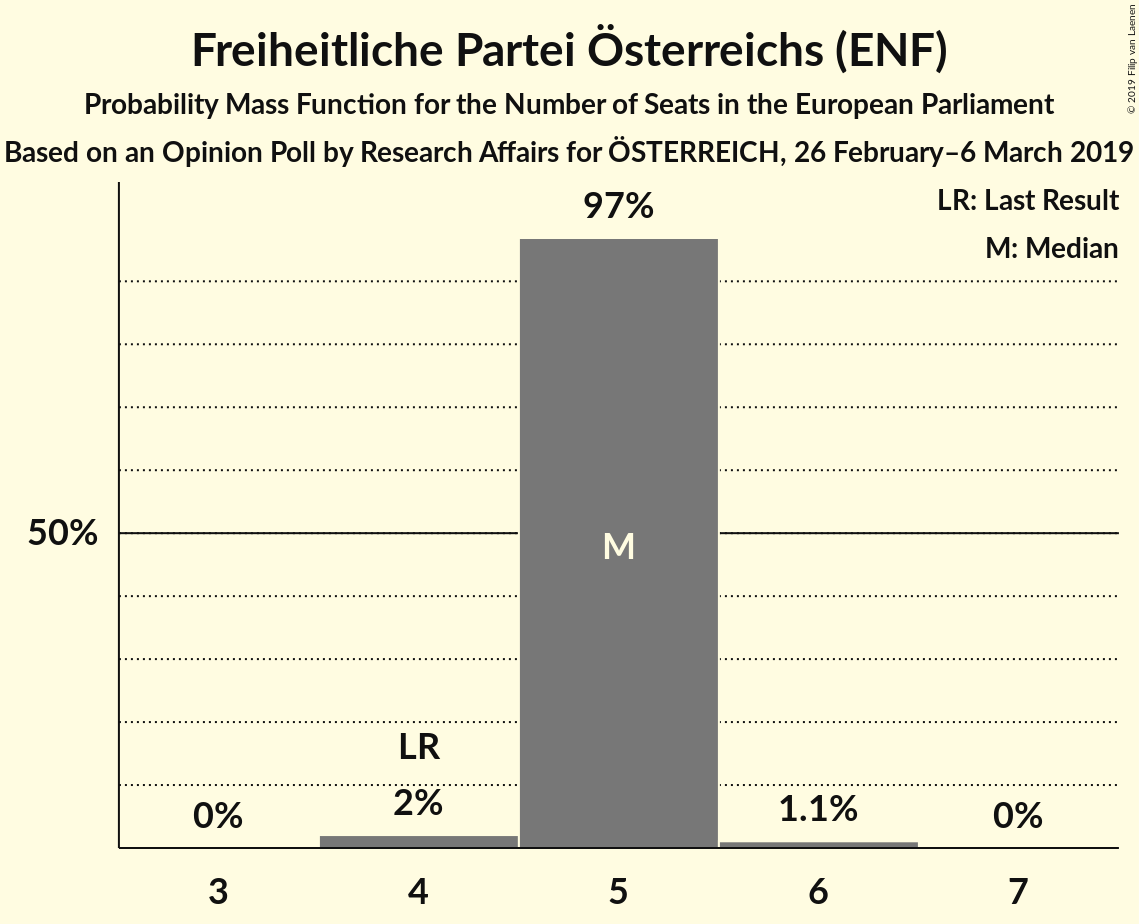 Freiheitliche Partei Österreichs (ENF)
Probability Mass Function for the Number of Seats in the European Parliament
Based on an Opinion Poll by Research Affairs for ÖSTERREICH, 26 February–6 March 2019
© 2019 Filip van Laenen
LR: Last Result
M: Median
97%
50%
M
LR
0%
2%
1.1%
0%
3
4
5
6
7